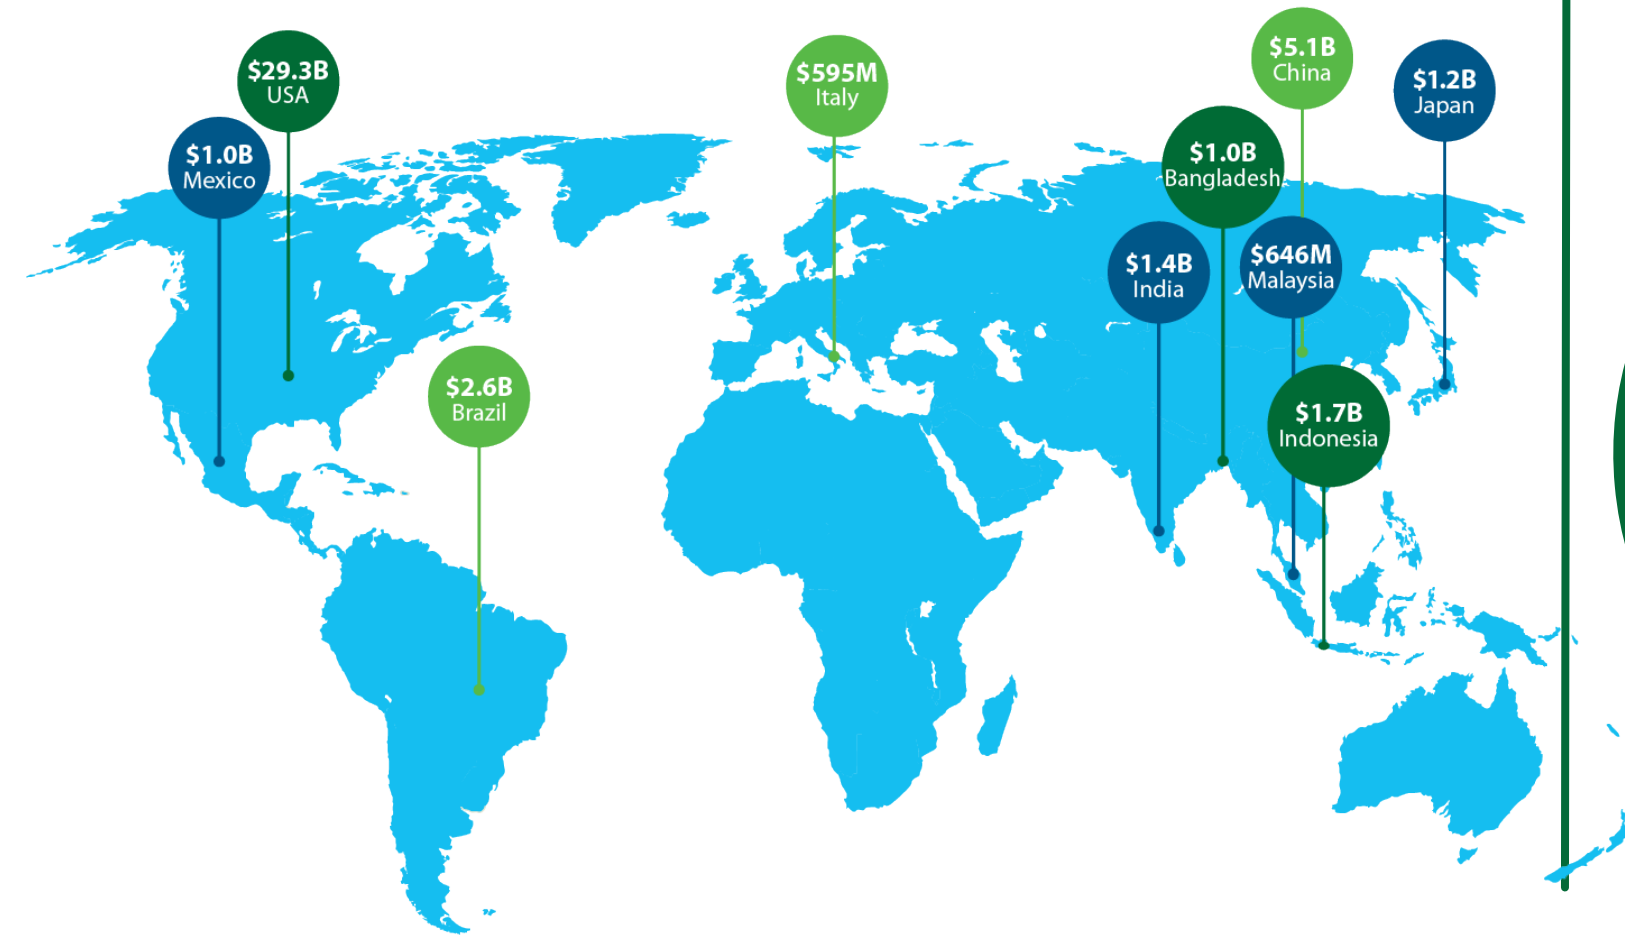 $29.3B
USA
$1.0B
Mexico
$2.6B
Brazil
$595M
Italy
$5.1B
China
$1.2B
Japan
$1.0B
Bangladesh
$1.4B
India
$646M
Malaysia
$1.7B
Indonesia